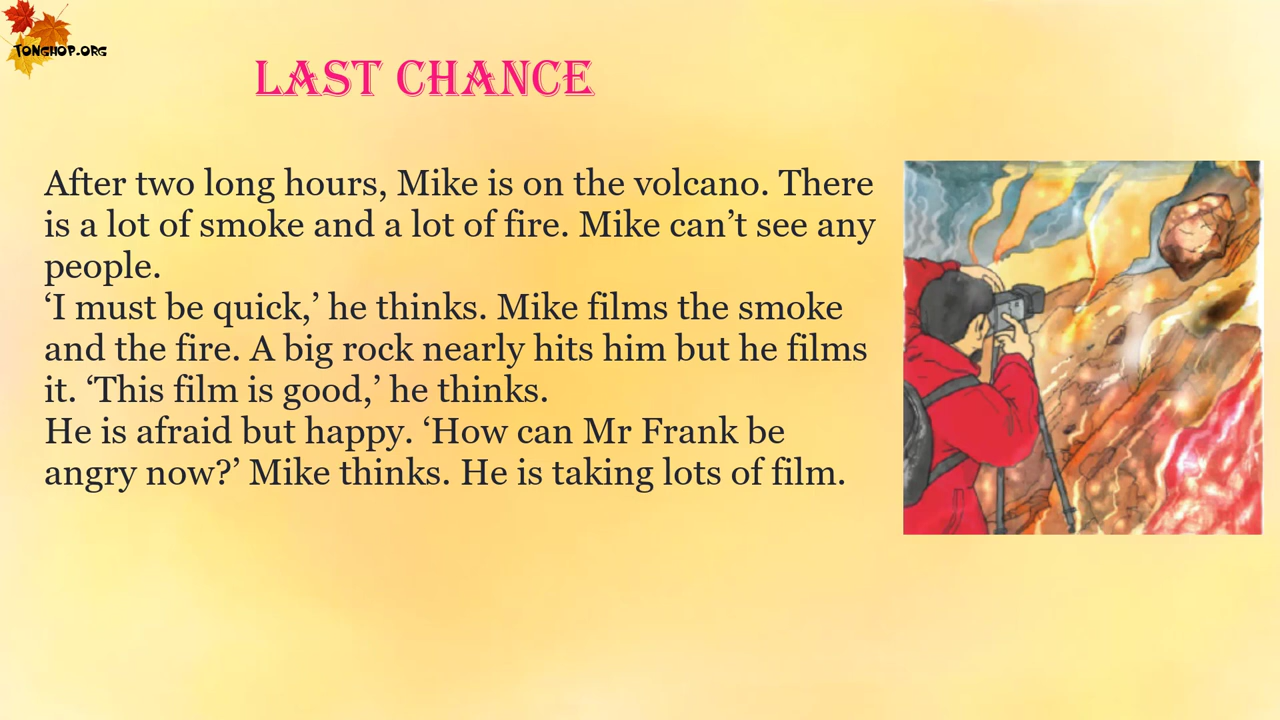 TONGHOP.ORG
LAST CHANCE
After two long hours, Mike is on the volcano. There
is a lot of smoke and a lot of fire. Mike can’t see any
people.
‘I must be quick,’ he thinks. Mike films the smoke
and the fire. A big rock nearly hits him but he films
it. ‘This film is good,’ he thinks.
He is afraid but happy. ‘How can Mr Frank be
angry now?’ Mike thinks. He is taking lots of film.